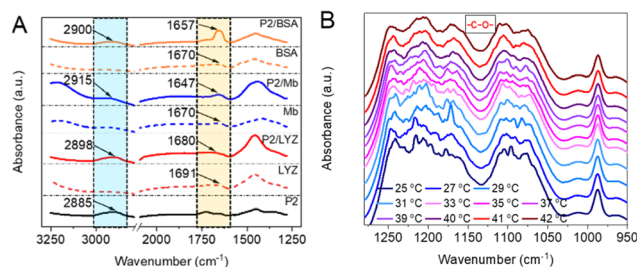 A
B
Absorbance (a.u.)
2900
1657
P2/BSA
1670
BSA
2915
1647
P2/Mb
1670
Mb
2898
1680
P2/LYZ
1691
LYZ
2885
P2
3250 3000 2000 1750 1500 1250
Wavenumber (cm⁻¹)
Absorbance (a.u.)
–C–O–
25 °C 27 °C 29 °C
31 °C 33 °C 35 °C 37 °C
39 °C 40 °C 41 °C 42 °C
1250 1200 1150 1100 1050 1000 950
Wavenumber (cm⁻¹)